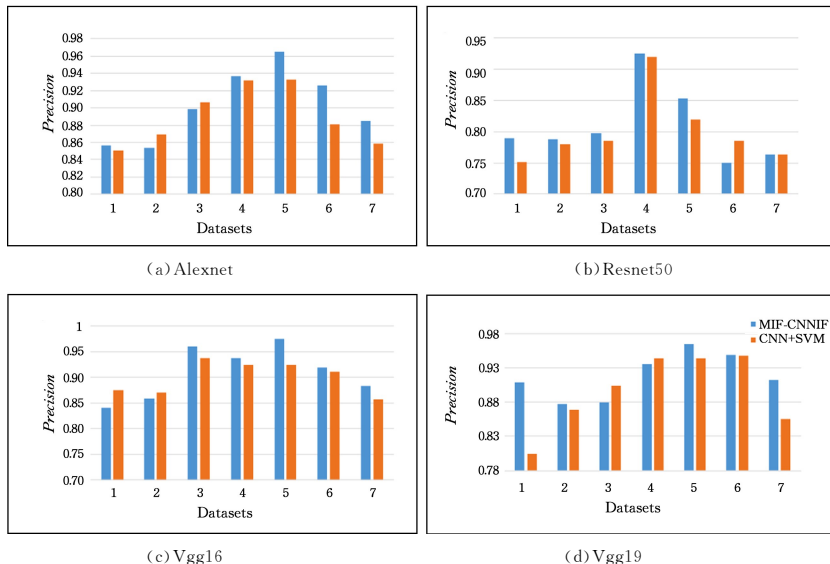 0.98
0.96
0.94
0.92
0.90
0.88
0.86
0.84
0.82
0.80
Precision
1 2 3 4 5 6 7
Datasets
(a)Alexnet
0.95
0.90
0.85
0.80
0.75
0.70
Precision
1 2 3 4 5 6 7
Datasets
(b)Resnet50
1
0.95
0.90
0.85
0.80
0.75
0.70
Precision
1 2 3 4 5 6 7
Datasets
(c)Vgg16
MIF-CNNIF
CNN+SVM
0.98
0.93
0.88
0.83
0.78
Precision
1 2 3 4 5 6 7
Datasets
(d)Vgg19